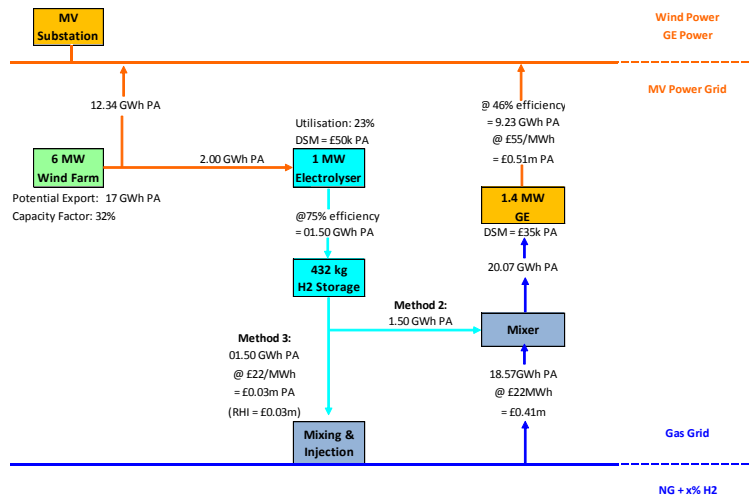 MV
Substation
Wind Power
GE Power
MV Power Grid
12.34 GWh PA
@ 46% efficiency
= 9.23 GWh PA
@ £55/MWh
= £0.51m PA
Utilisation: 23%
DSM = £50k PA
6 MW
Wind Farm
2.00 GWh PA
1 MW
Electrolyser
Potential Export: 17 GWh PA
Capacity Factor: 32%
1.4 MW
GE
DSM = £35k PA
@75% efficiency
= 01.50 GWh PA
20.07 GWh PA
432 kg
H2 Storage
Method 2:
1.50 GWh PA
Mixer
Method 3:
01.50 GWh PA
@ £22/MWh
= £0.03m PA
(RHI = £0.03m)
18.57GWh PA
@ £22MWh
= £0.41m
Mixing &
Injection
Gas Grid
NG + x% H2